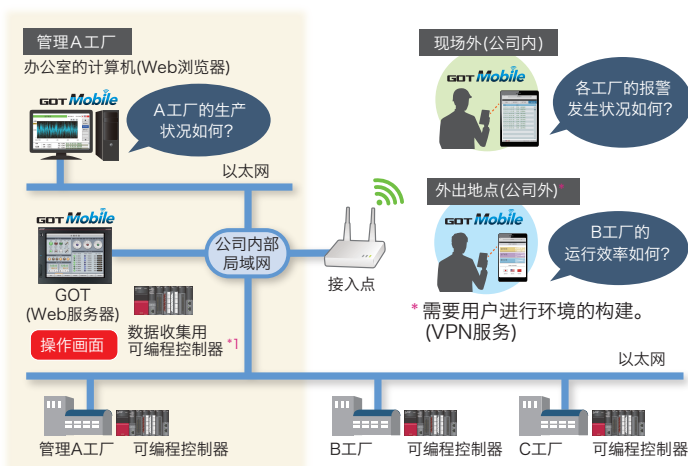 管理A工厂
办公室的计算机(Web浏览器)
GOT Mobile
A工厂的生产
状况如何?
以太网
GOT Mobile
GOT
(Web服务器)
操作画面
数据收集用
可编程控制器 *1
公司内部
局域网
接入点
现场外(公司内)
GOT Mobile
各工厂的报警
发生状况如何?
外出地点(公司外)*
GOT Mobile
B工厂的
运行效率如何?
* 需要用户进行环境的构建。
(VPN服务)
以太网
管理A工厂
可编程控制器
B工厂
可编程控制器
C工厂
可编程控制器